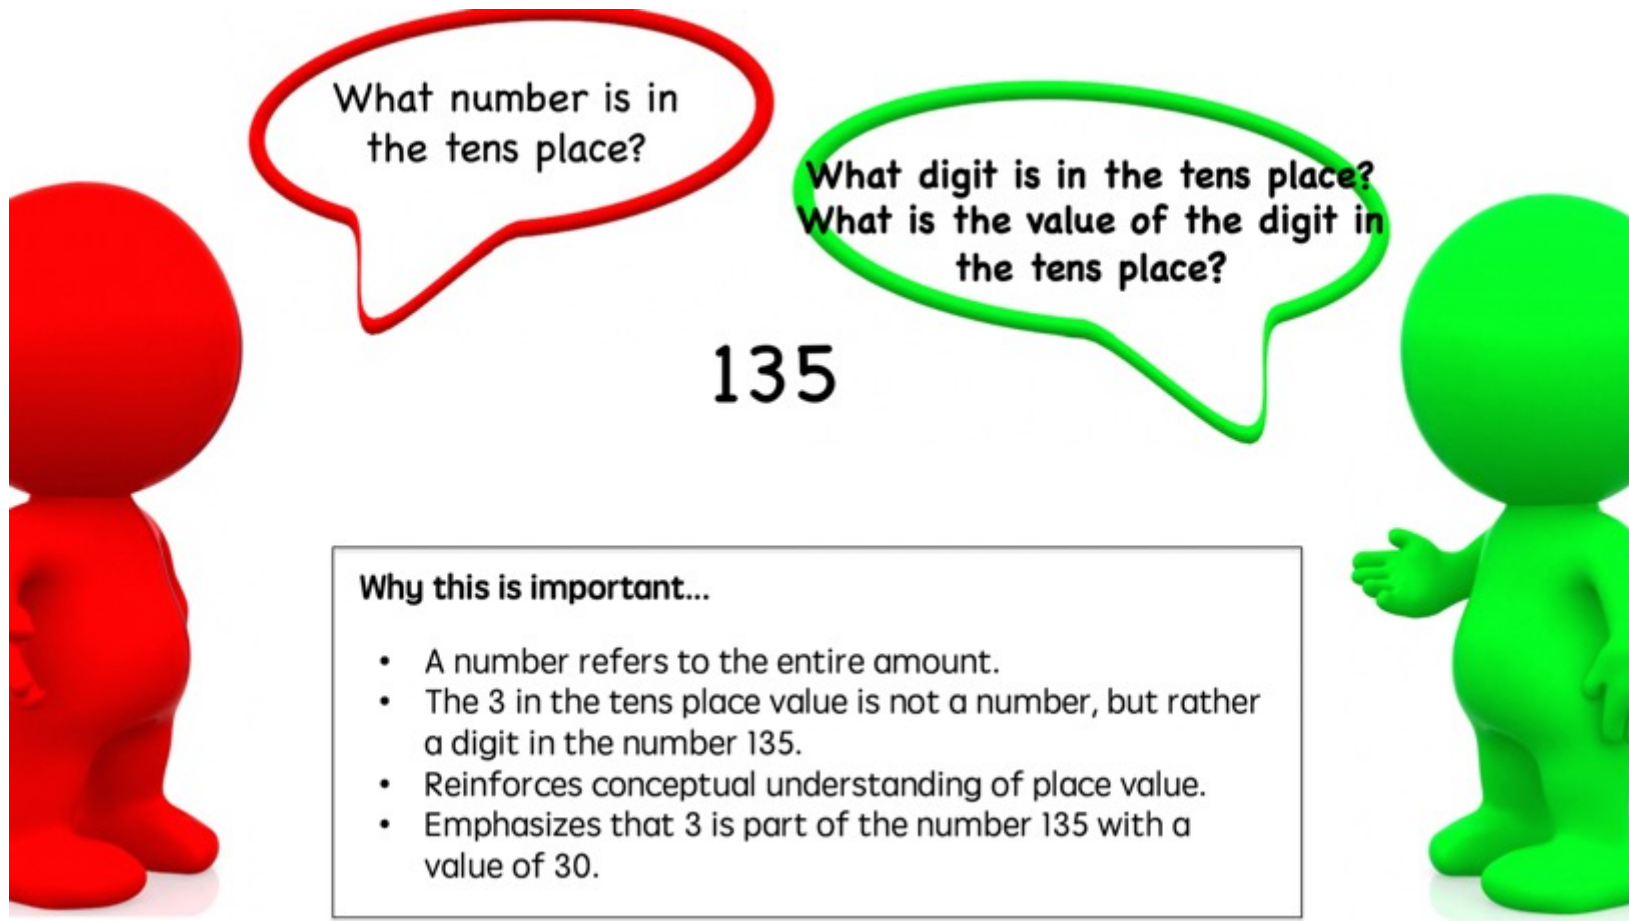 What number is in
the tens place?
What digit is in the tens place?
What is the value of the digit in
the tens place?
135
Why this is important...
• A number refers to the entire amount.
• The 3 in the tens place value is not a number, but rather
a digit in the number 135.
• Reinforces conceptual understanding of place value.
• Emphasizes that 3 is part of the number 135 with a
value of 30.